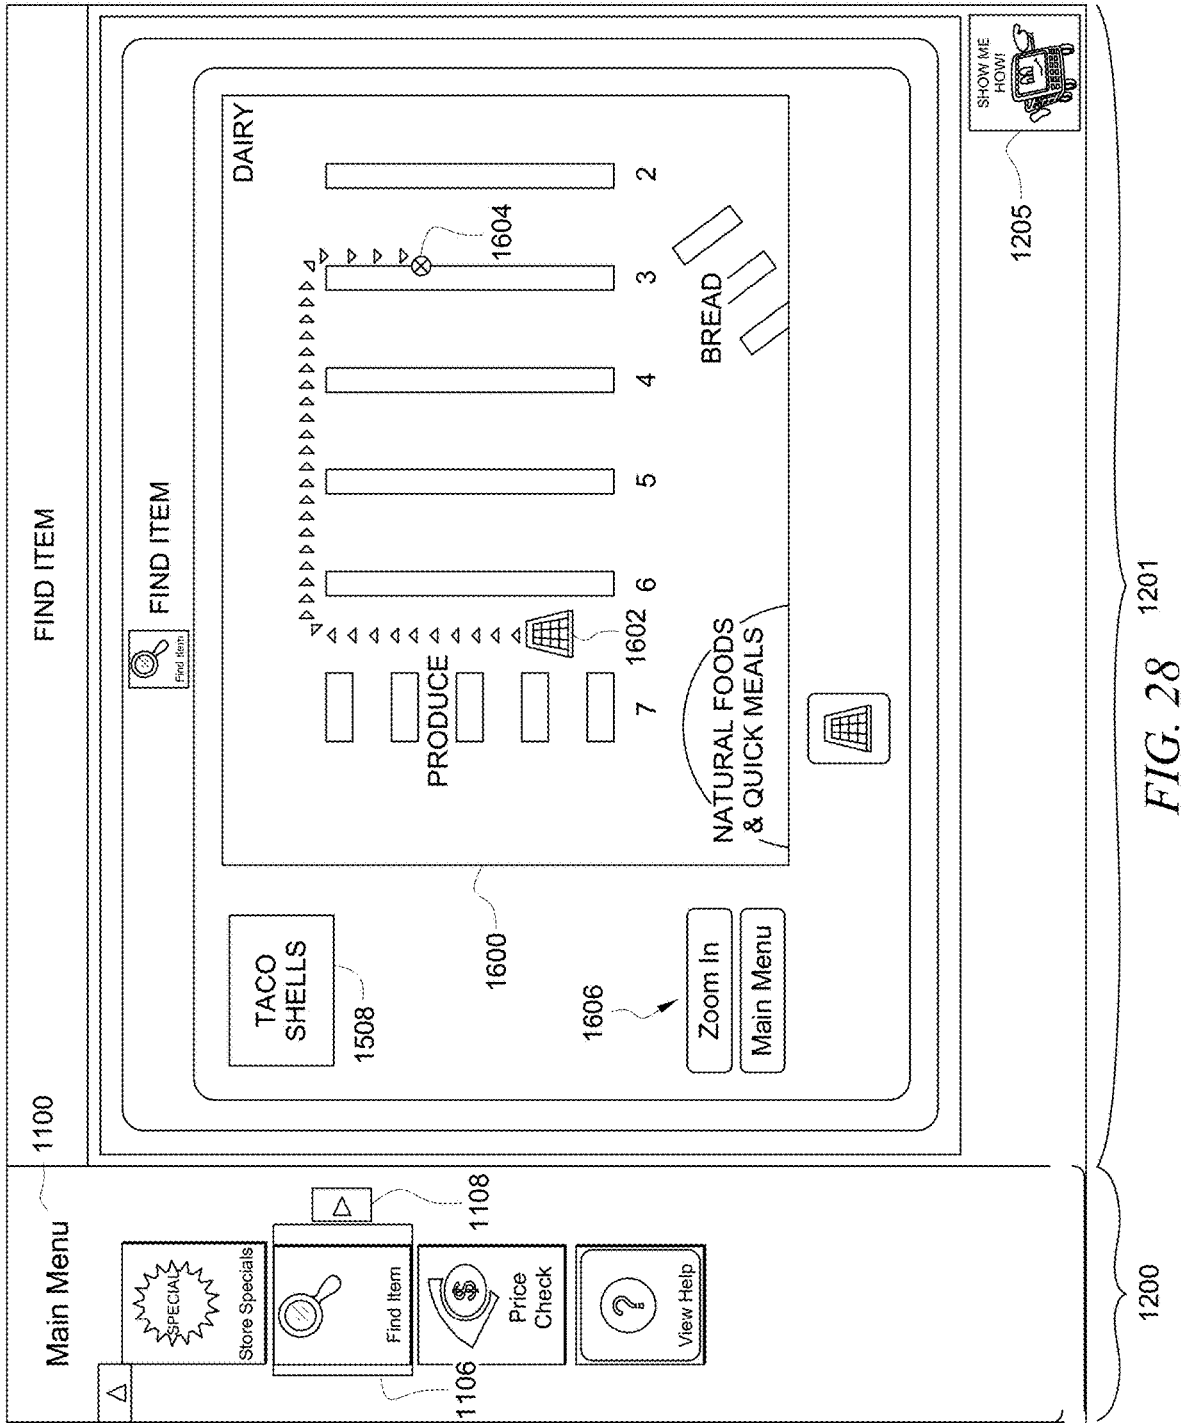 Main Menu
1100
FIND ITEM
SPECIAL
Store Specials
Find Item
1106
1108
Price
Check
View Help
Find Item
FIND ITEM
TACO
SHELLS
1508
1600
1606
Zoom In
Main Menu
DAIRY
PRODUCE
1604
1602
7
6
5
4
3
2
NATURAL FOODS
& QUICK MEALS
BREAD
SHOW ME
HOW!
1205
1200
1201
FIG. 28